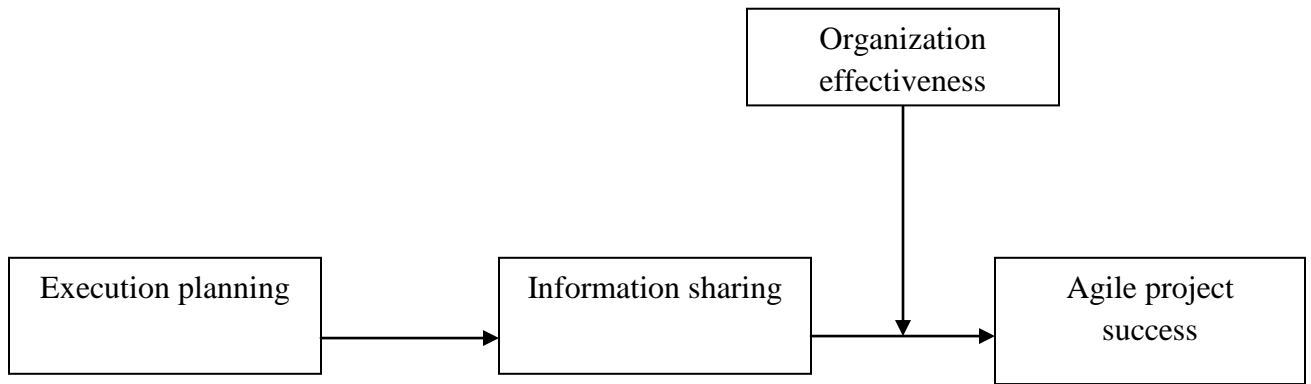 Organization
effectiveness
Execution planning
Information sharing
Agile project
success